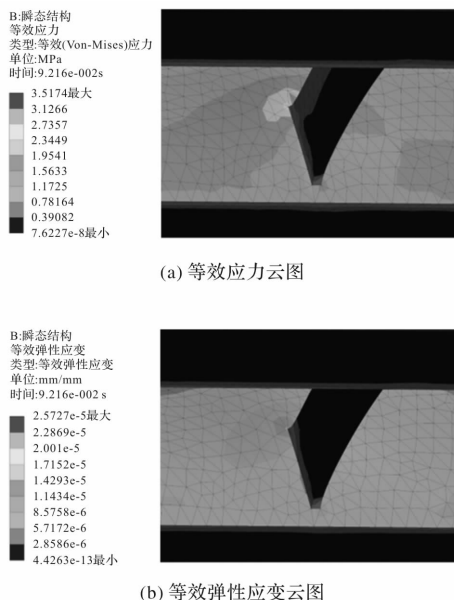 B:瞬态结构
等效应力
类型:等效(Von-Mises)应力
单位:MPa
时间:9.216e-002s
3.5174最大
3.1266
2.7357
2.3449
1.9541
1.5633
1.1725
0.78164
0.39082
7.6227e-8最小
(a) 等效应力云图
B:瞬态结构
等效弹性应变
类型:等效弹性应变
单位:mm/mm
时间:9.216e-002 s
2.5727e-5最大
2.2869e-5
2.001e-5
1.7152e-5
1.4293e-5
1.1434e-5
8.5758e-6
5.7172e-6
2.8586e-6
4.4263e-13最小
(b) 等效弹性应变云图